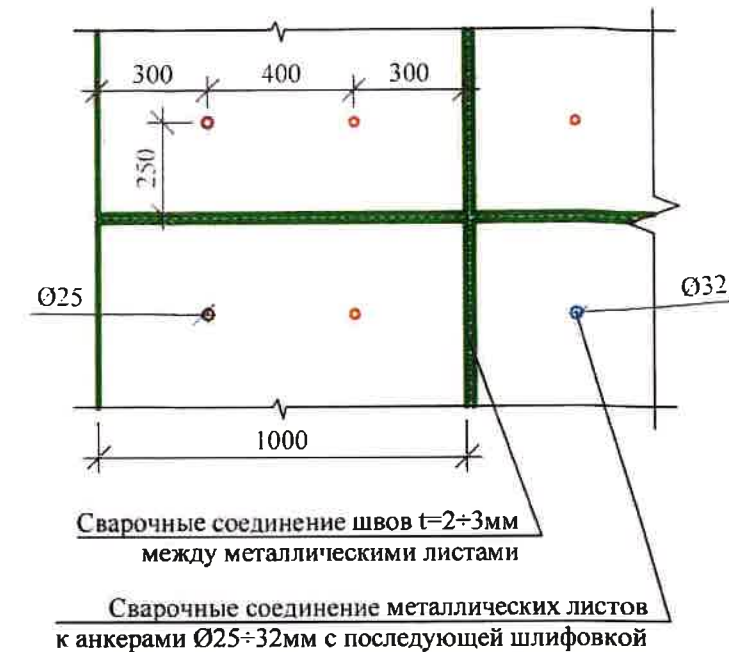 300 400 300
250
Ø25
Ø32
1000
Сварочные соединение швов t=2÷3мм
между металлическими листами
Сварочные соединение металлических листов
к анкерами Ø25÷32мм с последующей шлифовкой